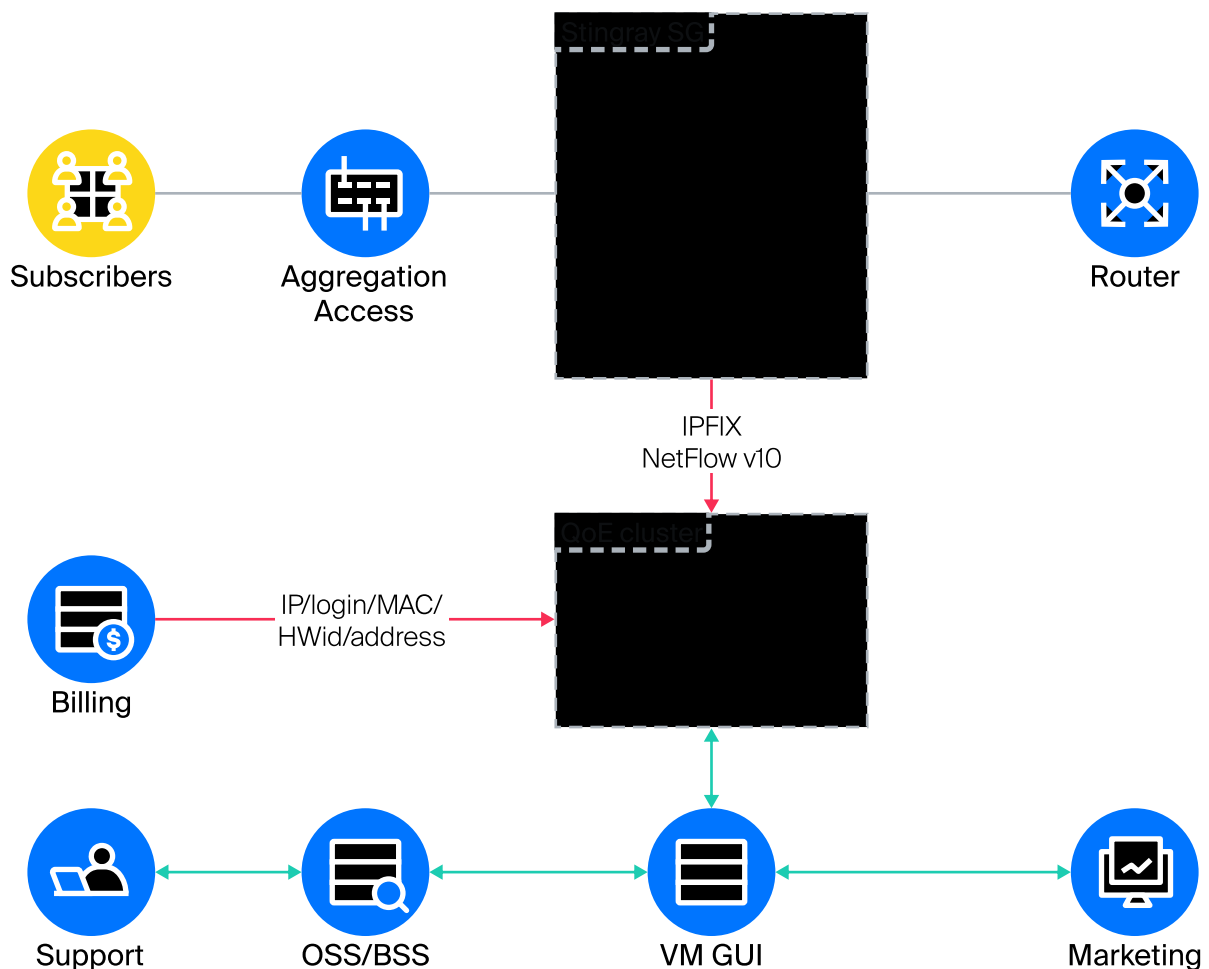 Stingray SG
Subscribers
Aggregation
Access
Router
IPFIX
NetFlow v10
QoE cluster
IP/login/MAC/
HWid/address
Billing
$
Support
OSS/BSS
VM GUI
Marketing